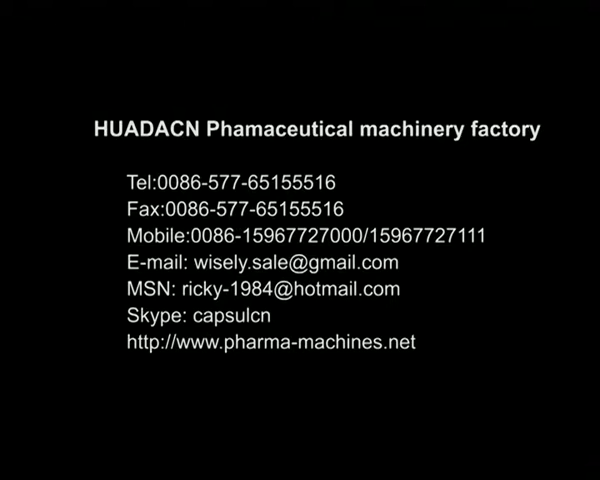 HUADACN Phamaceutical machinery factory
Tel:0086-577-65155516
Fax:0086-577-65155516
Mobile:0086-15967727000/15967727111
E-mail: wisely.sale@gmail.com
MSN: ricky-1984@hotmail.com
Skype: capsulcn
http://www.pharma-machines.net